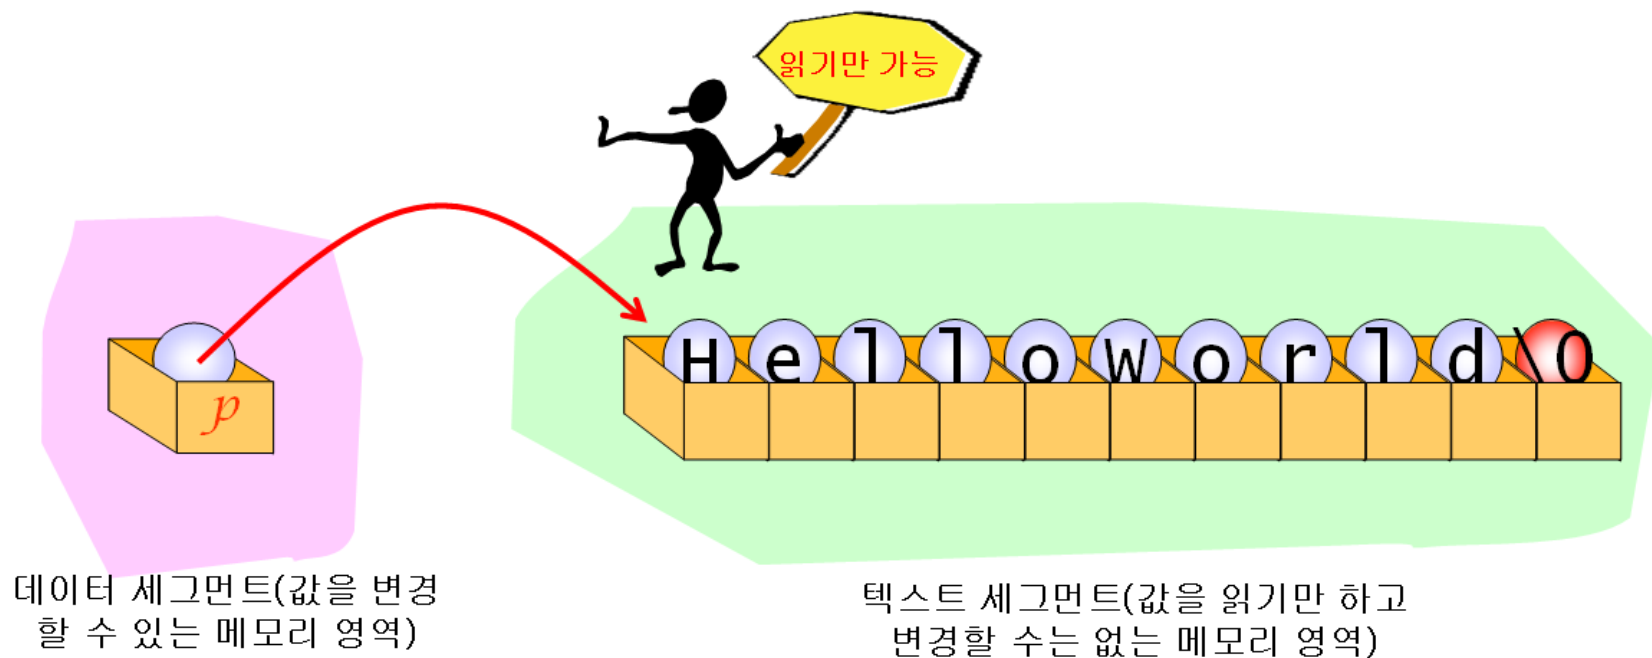 읽기만 가능
p
HelloWorld\0
데이터 세그먼트(값을 변경
할 수 있는 메모리 영역)
텍스트 세그먼트(값을 읽기만 하고
변경할 수는 없는 메모리 영역)